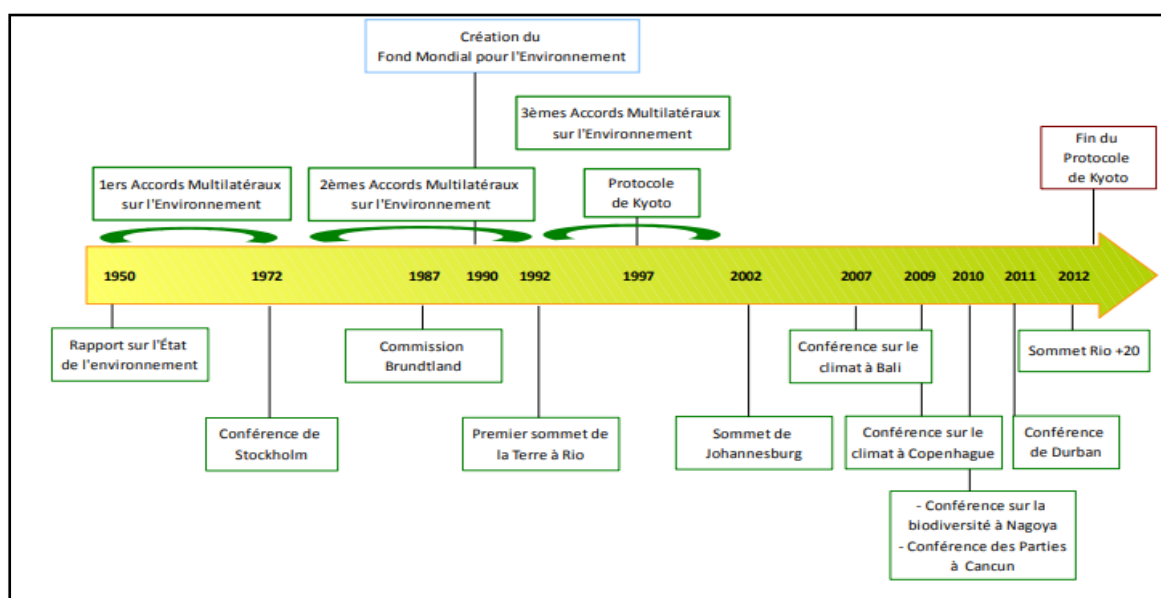 Création du
Fond Mondial pour l'Environnement
3èmes Accords Multilatéraux
sur l'Environnement
Fin du
Protocole
de Kyoto
1ers Accords Multilatéraux
sur l'Environnement
2èmes Accords Multilatéraux
sur l'Environnement
Protocole
de Kyoto
1950
1972
1987
1990
1992
1997
2002
2007
2009
2010
2011
2012
Rapport sur l'État
de l'environnement
Commission
Brundtland
Conférence sur le
climat à Bali
Sommet Rio +20
Conférence de
Stockholm
Premier sommet de
la Terre à Rio
Sommet de
Johannesburg
Conférence sur le
climat à Copenhague
Conférence
de Durban
- Conférence sur la
biodiversité à Nagoya
- Conférence des Parties
à Cancun